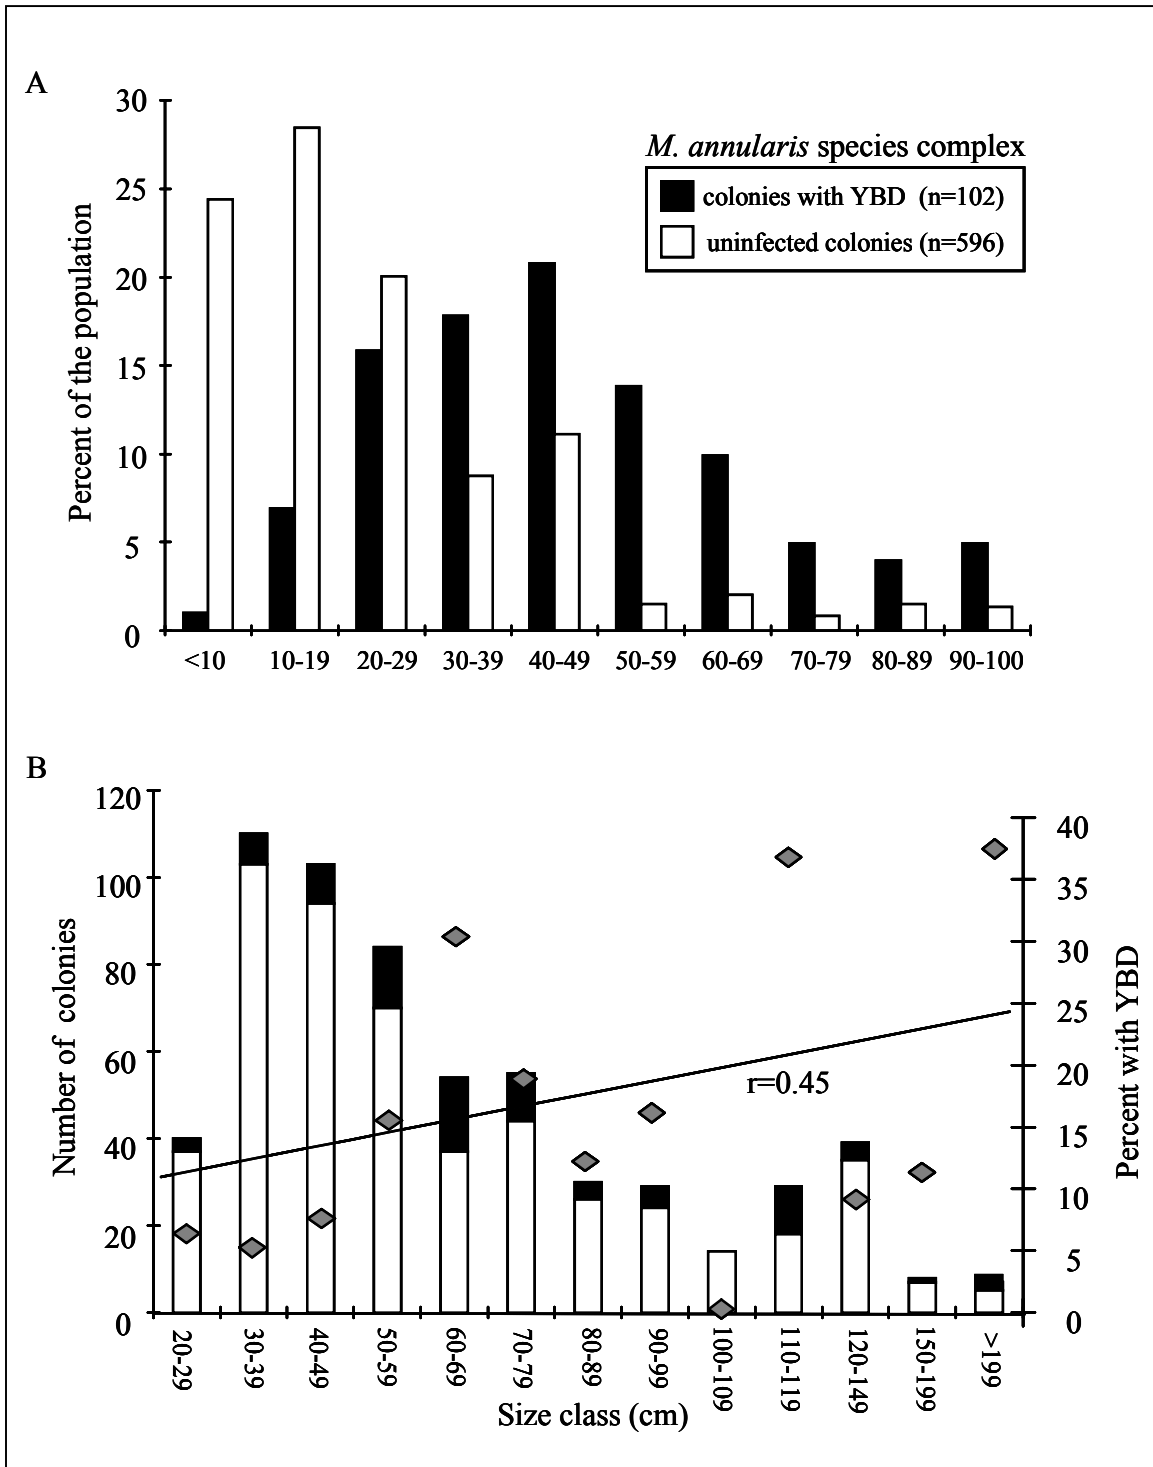 A
30
25
20
15
10
5
0
Percent of the population
M. annularis species complex
colonies with YBD (n=102)
uninfected colonies (n=596)
<10 10-19 20-29 30-39 40-49 50-59 60-69 70-79 80-89 90-100
B
120
100
80
60
40
20
0
Number of colonies
r=0.45
40
35
30
25
20
15
10
5
0
Percent with YBD
20-29 30-39 40-49 50-59 60-69 70-79 80-89 90-99 100-109 110-119 120-149 150-199 >199
Size class (cm)